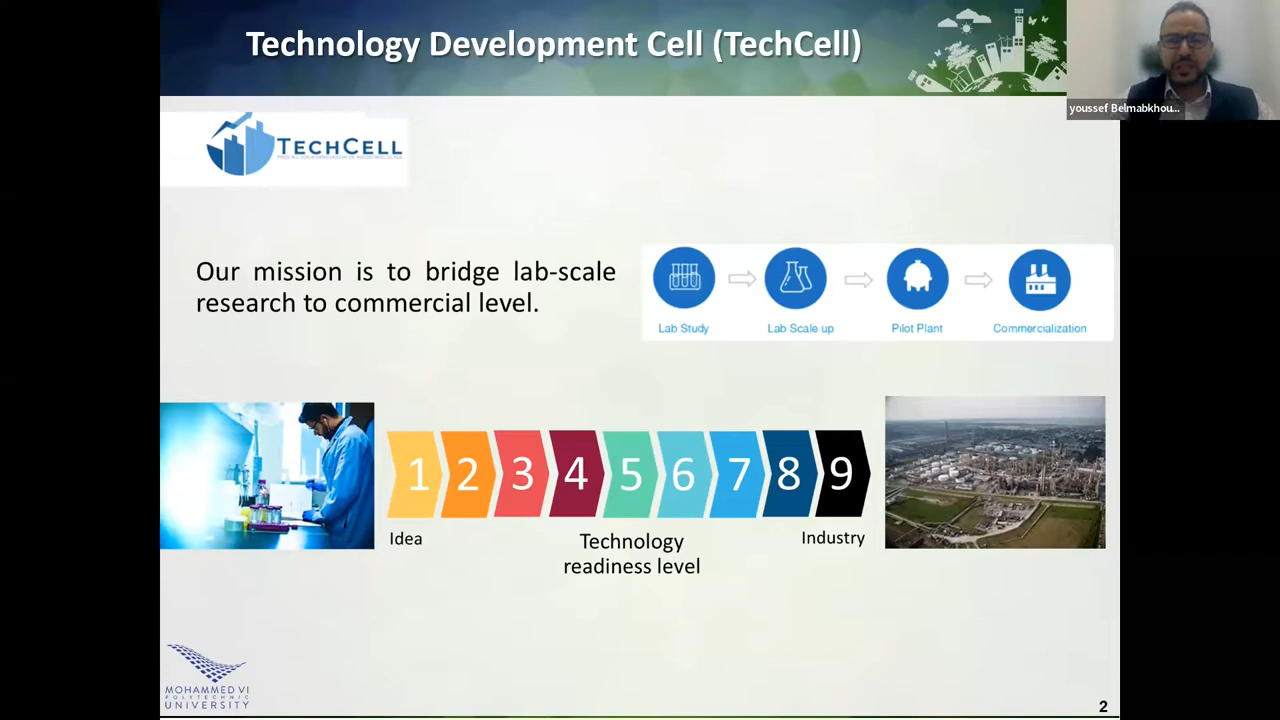 Technology Development Cell (TechCell)
youssef Belmabkhou...
TECHCELL
Our mission is to bridge lab-scale
research to commercial level.
Lab Study
Lab Scale up
Pilot Plant
Commercialization
1 2 3 4 5 6 7 8 9
Idea
Technology
readiness level
Industry
MOHAMMED VI
POLYTECHNIC
UNIVERSITY
2